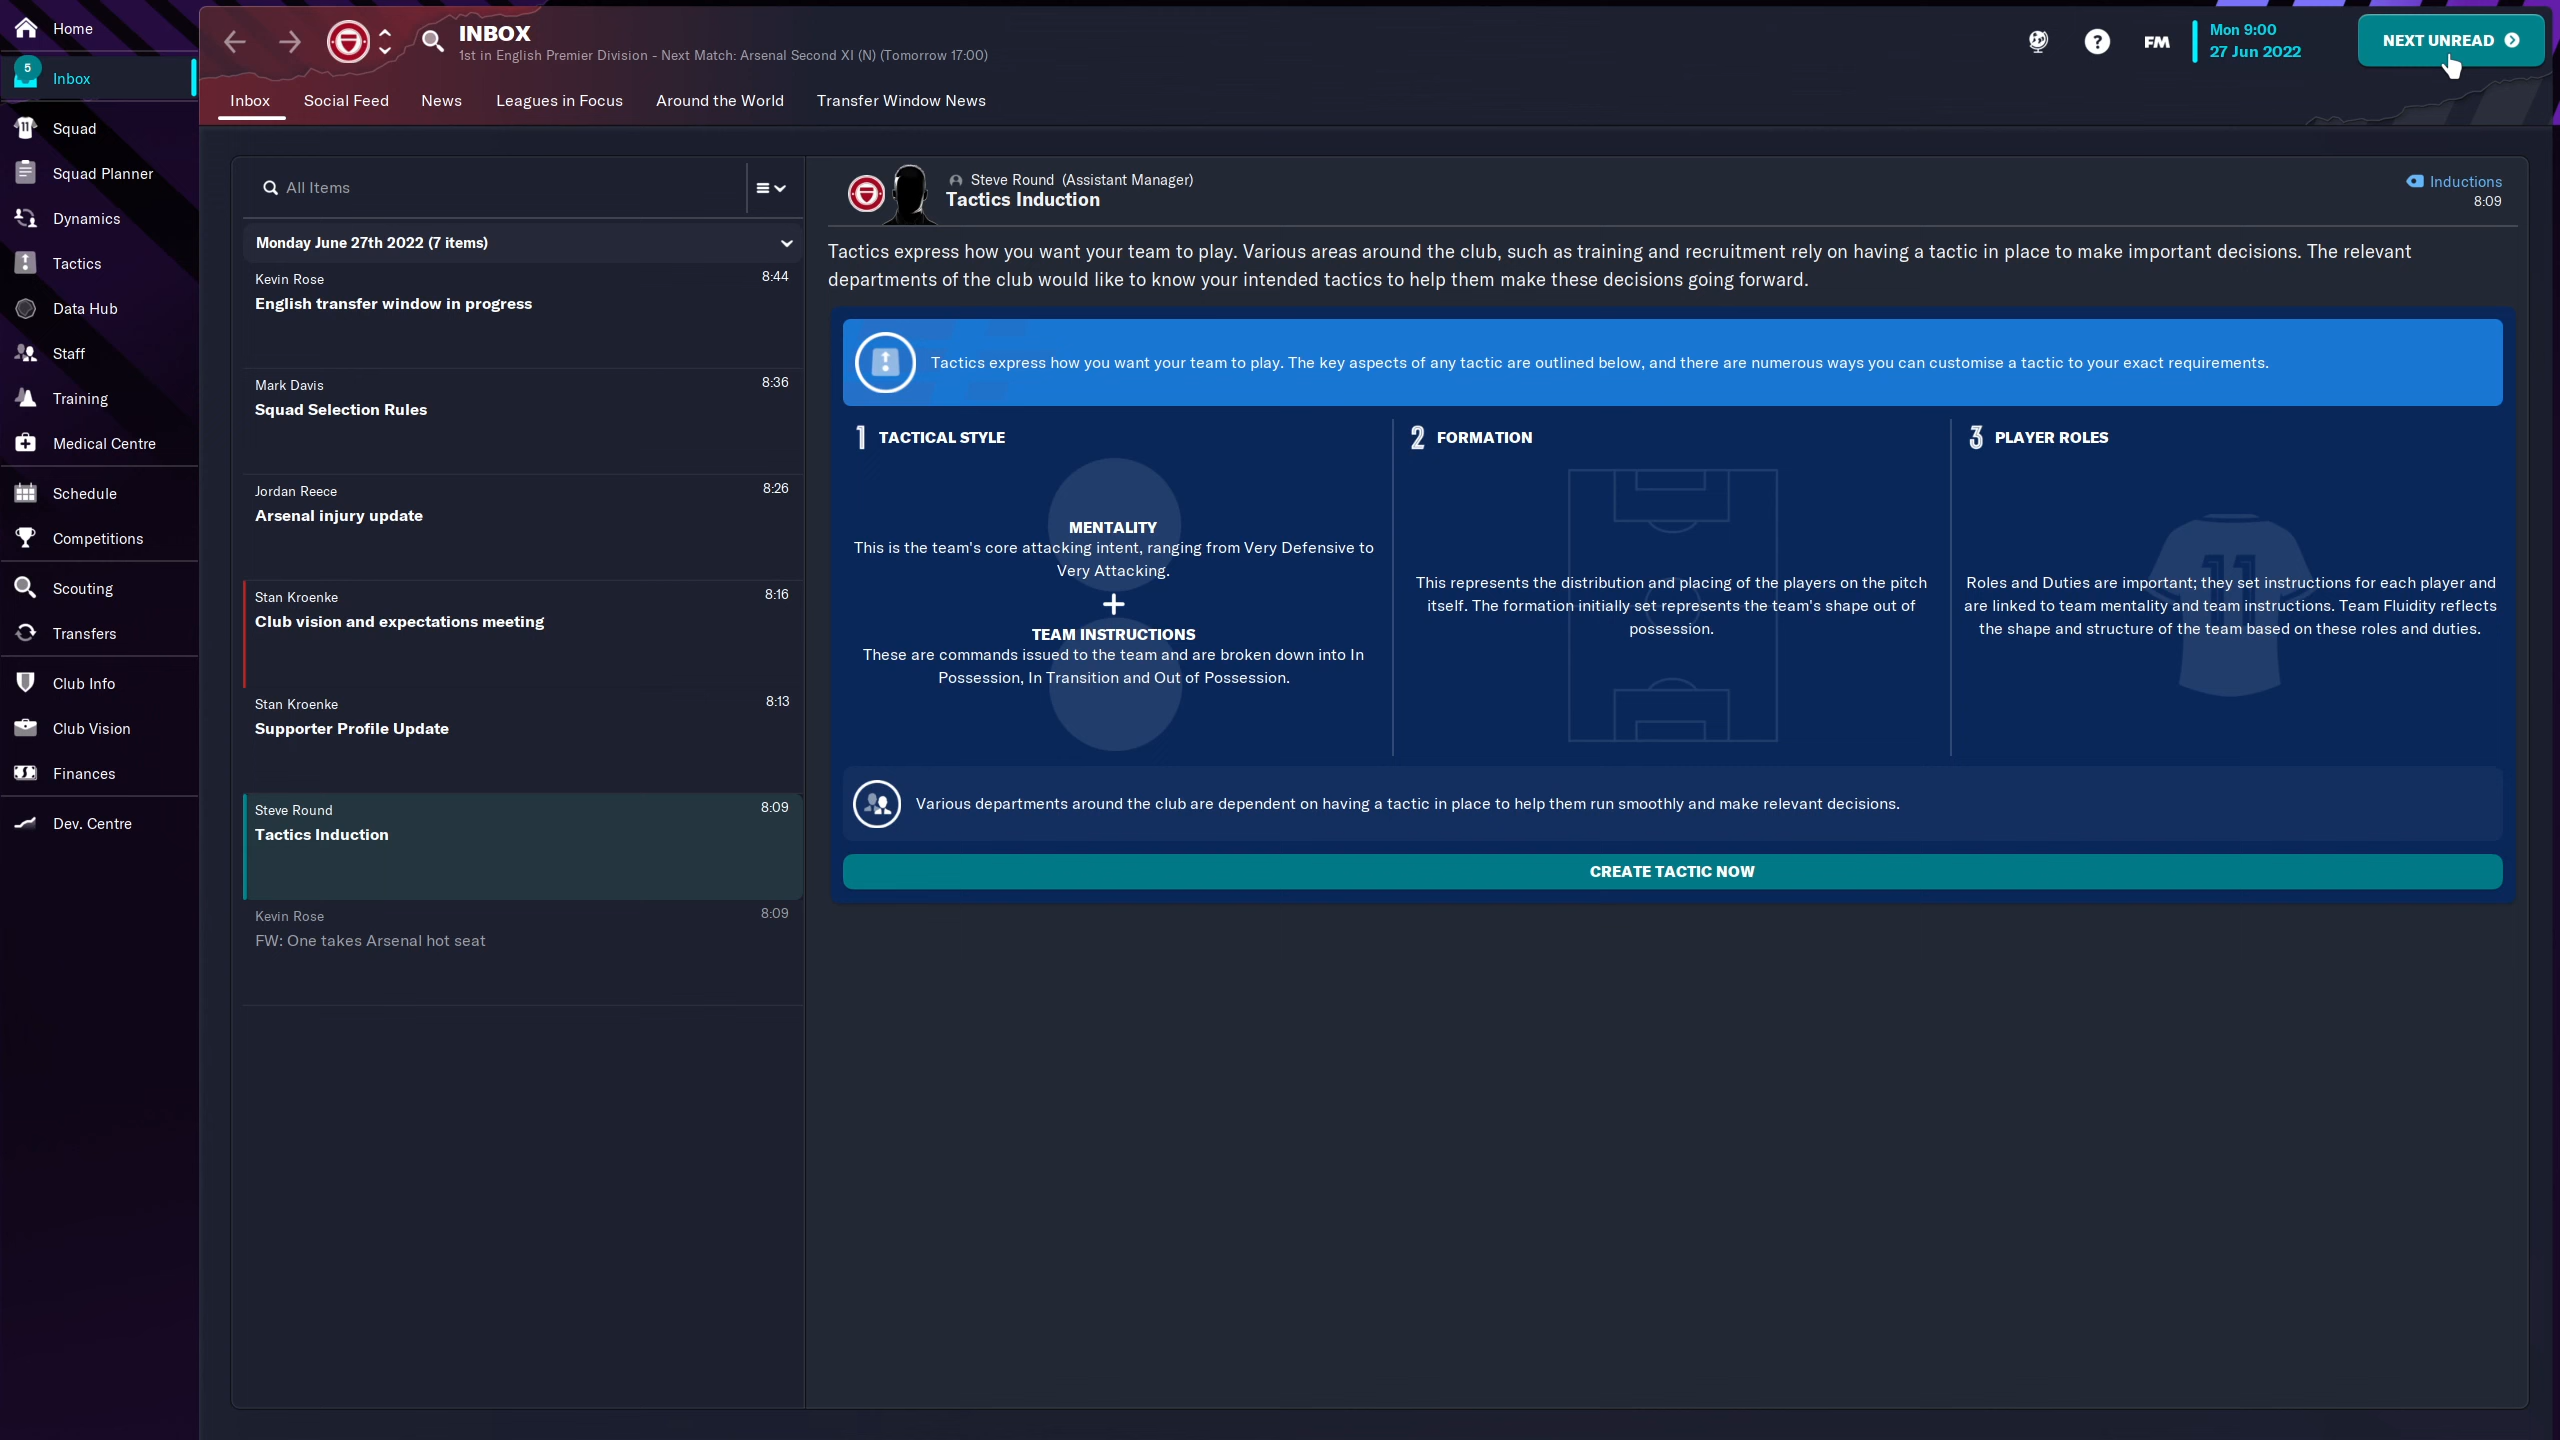 Home
5
Inbox
Squad
Squad Planner
Dynamics
Tactics
Data Hub
Staff
Training
Medical Centre
Schedule
Competitions
Scouting
Transfers
Club Info
Club Vision
Finances
Dev. Centre
INBOX
1st in English Premier Division - Next Match: Arsenal Second XI (N) (Tomorrow 17:00)
?
FM
Mon 9:00
27 Jun 2022
NEXT UNREAD
Inbox
Social Feed
News
Leagues in Focus
Around the World
Transfer Window News
All Items
Monday June 27th 2022 (7 items)
Kevin Rose
8:44
English transfer window in progress
Mark Davis
8:36
Squad Selection Rules
Jordan Reece
8:26
Arsenal injury update
Stan Kroenke
8:16
Club vision and expectations meeting
Stan Kroenke
8:13
Supporter Profile Update
Steve Round
8:09
Tactics Induction
Kevin Rose
8:09
FW: One takes Arsenal hot seat
Steve Round (Assistant Manager)
Tactics Induction
Inductions
8:09
Tactics express how you want your team to play. Various areas around the club, such as training and recruitment rely on having a tactic in place to make important decisions. The relevant
departments of the club would like to know your intended tactics to help them make these decisions going forward.
Tactics express how you want your team to play. The key aspects of any tactic are outlined below, and there are numerous ways you can customise a tactic to your exact requirements.
1 TACTICAL STYLE
MENTALITY
This is the team's core attacking intent, ranging from Very Defensive to
Very Attacking.
+
TEAM INSTRUCTIONS
These are commands issued to the team and are broken down into In
Possession, In Transition and Out of Possession.
2 FORMATION
This represents the distribution and placing of the players on the pitch
itself. The formation initially set represents the team's shape out of
possession.
3 PLAYER ROLES
11
Roles and Duties are important; they set instructions for each player and
are linked to team mentality and team instructions. Team Fluidity reflects
the shape and structure of the team based on these roles and duties.
Various departments around the club are dependent on having a tactic in place to help them run smoothly and make relevant decisions.
CREATE TACTIC NOW